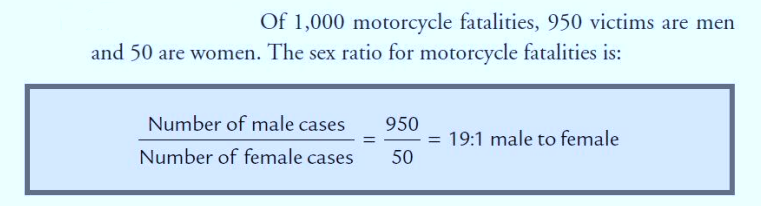 Of 1,000 motorcycle fatalities, 950 victims are men
and 50 are women. The sex ratio for motorcycle fatalities is:
Number of male cases / Number of female cases = 950 / 50 = 19:1 male to female